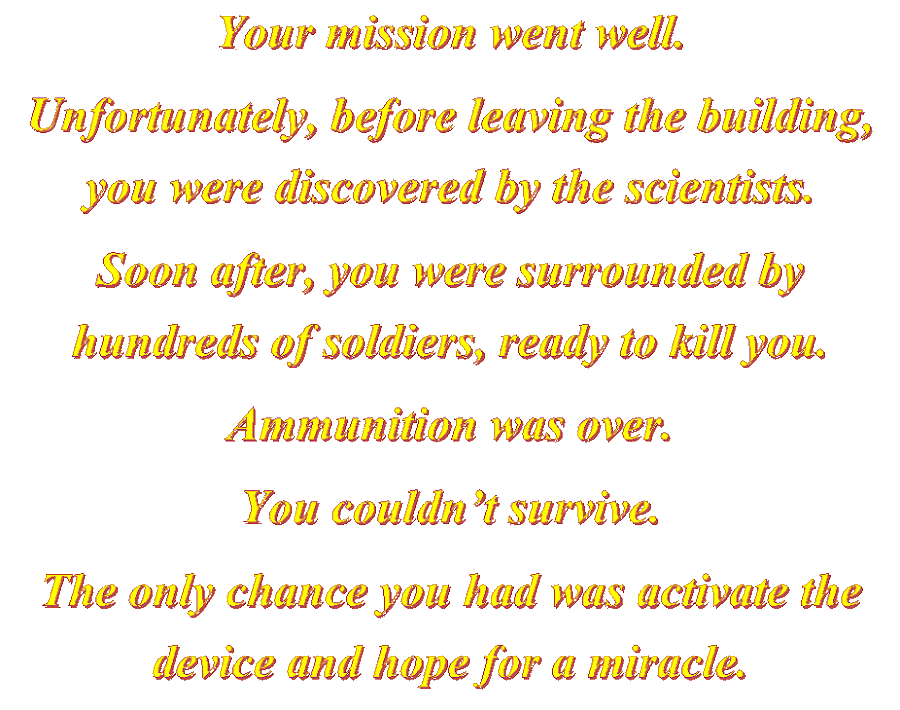 Your mission went well.
Unfortunately, before leaving the building,
you were discovered by the scientists.
Soon after, you were surrounded by
hundreds of soldiers, ready to kill you.
Ammunition was over.
You couldn’t survive.
The only chance you had was activate the
device and hope for a miracle.